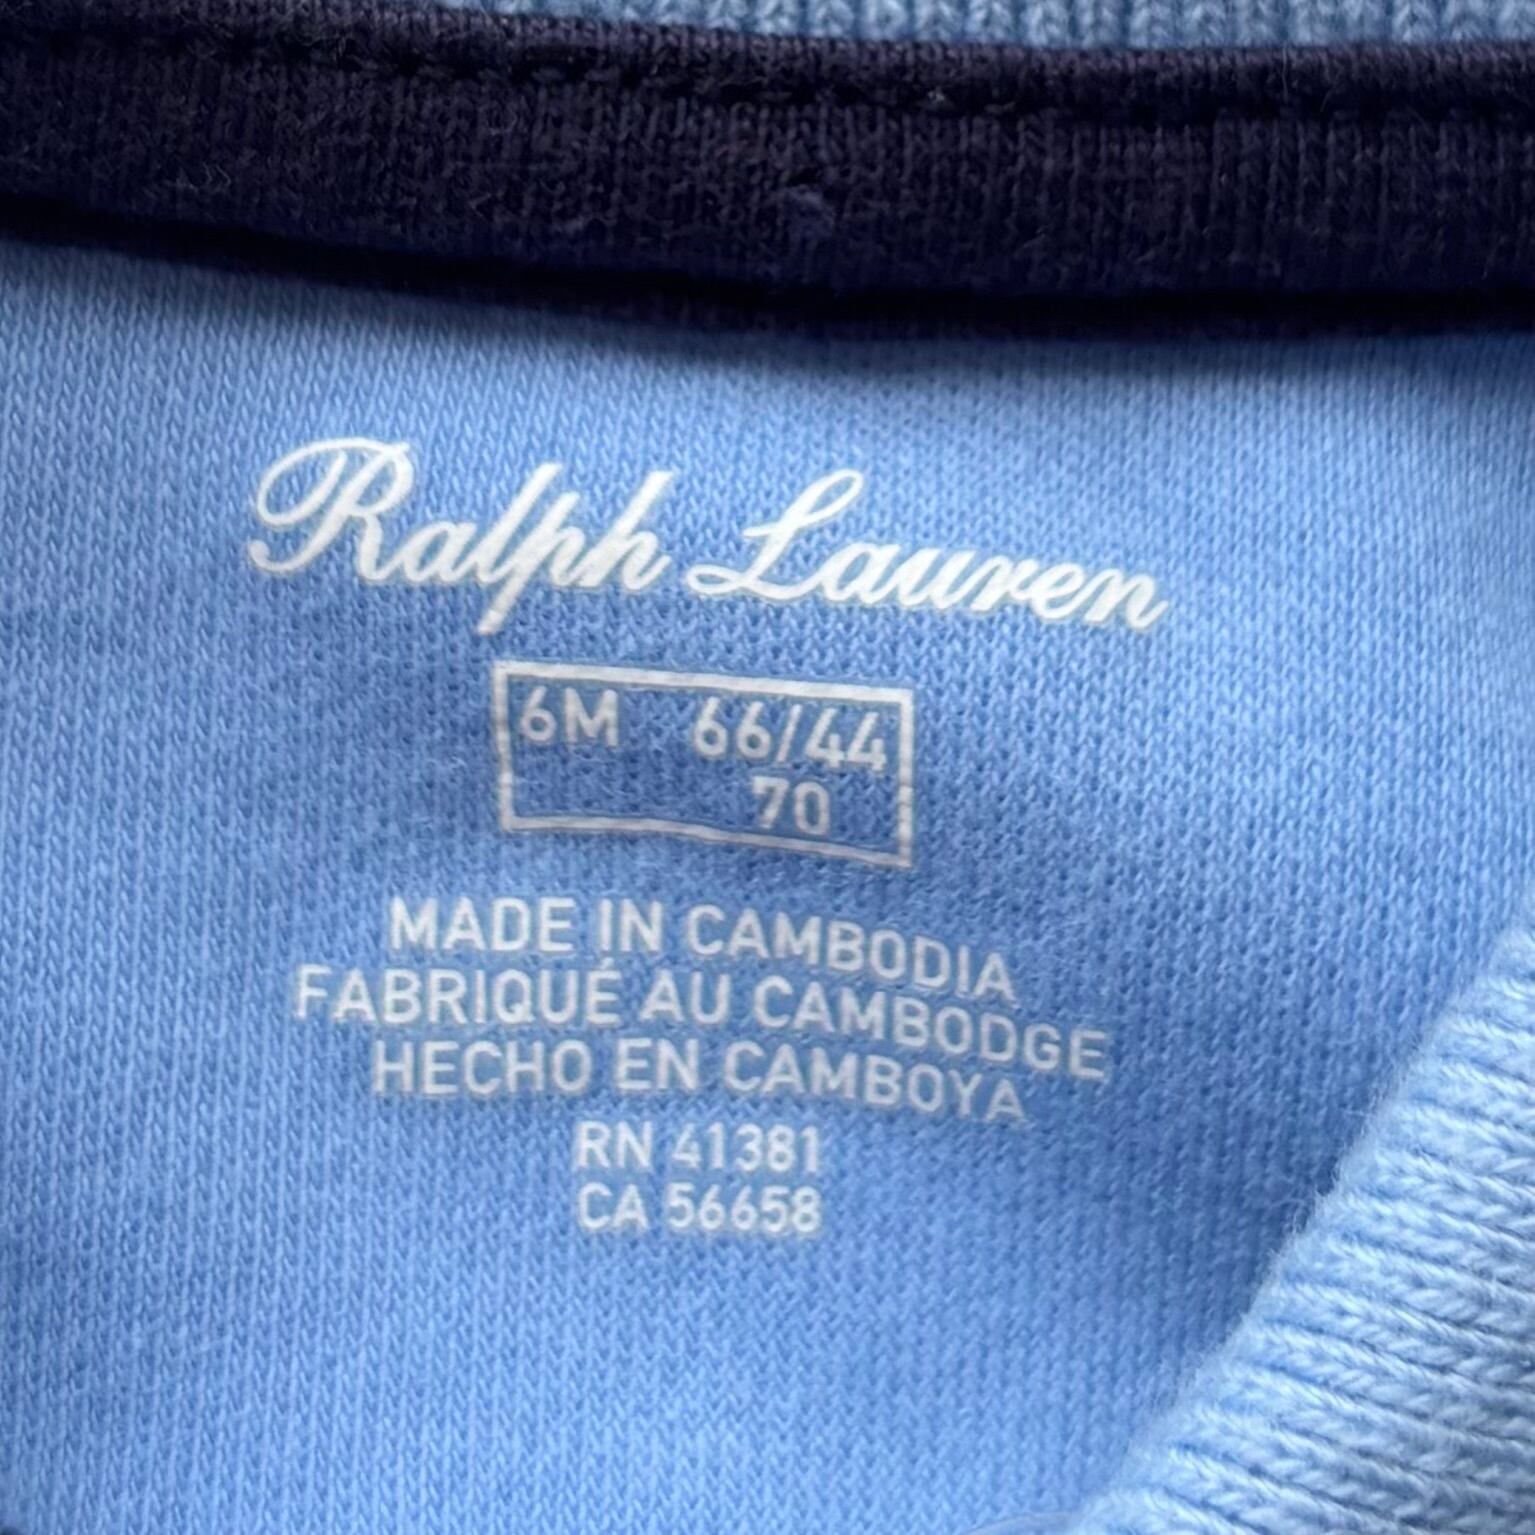 Ralph Lauren
6M 66/44
70
MADE IN CAMBODIA
FABRIQUÉ AU CAMBODGE
HECHO EN CAMBOYA
RN 41381
CA 56658